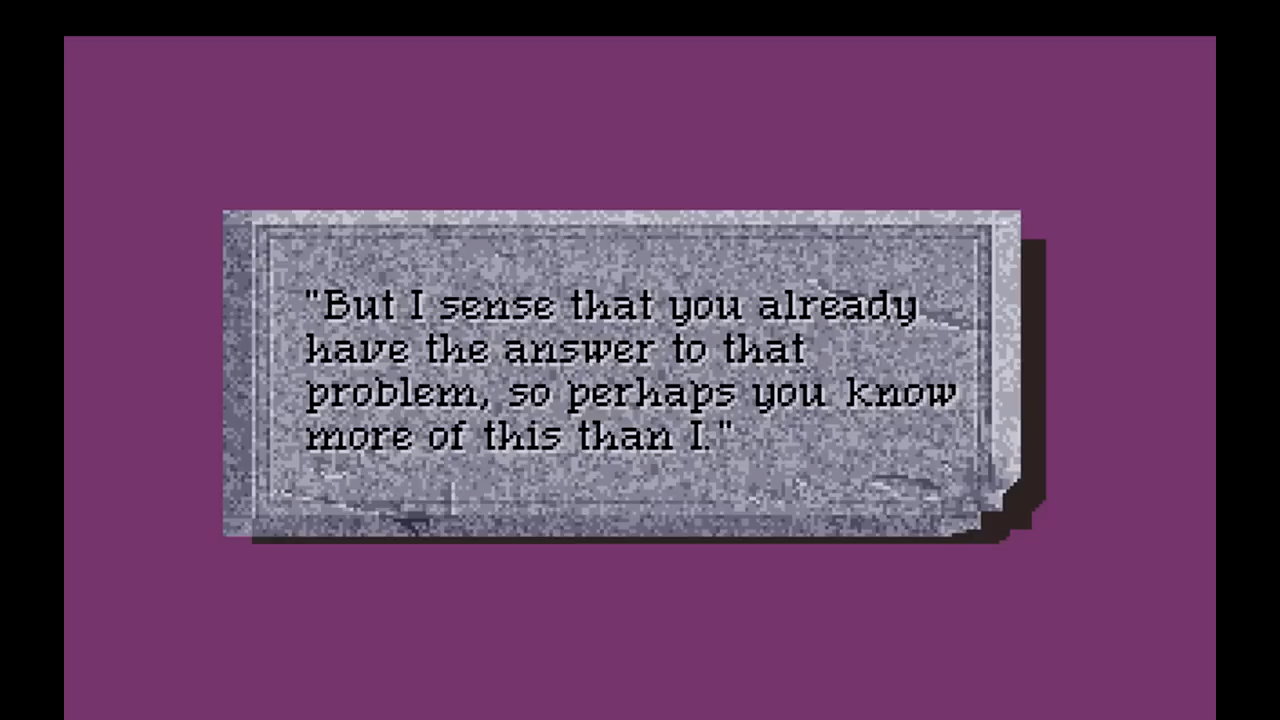 "But I sense that you already
have the answer to that
problem, so perhaps you know
more of this than I."